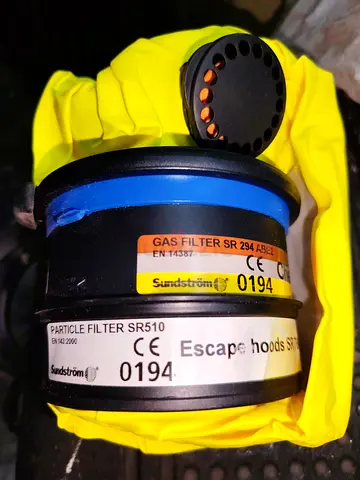 GAS FILTER SR 294 ABE
EN 14387
CE
Sundström
0194
PARTICLE FILTER SR510
EN 143:2000
CE
Escape hoods SR
Sundström
0194